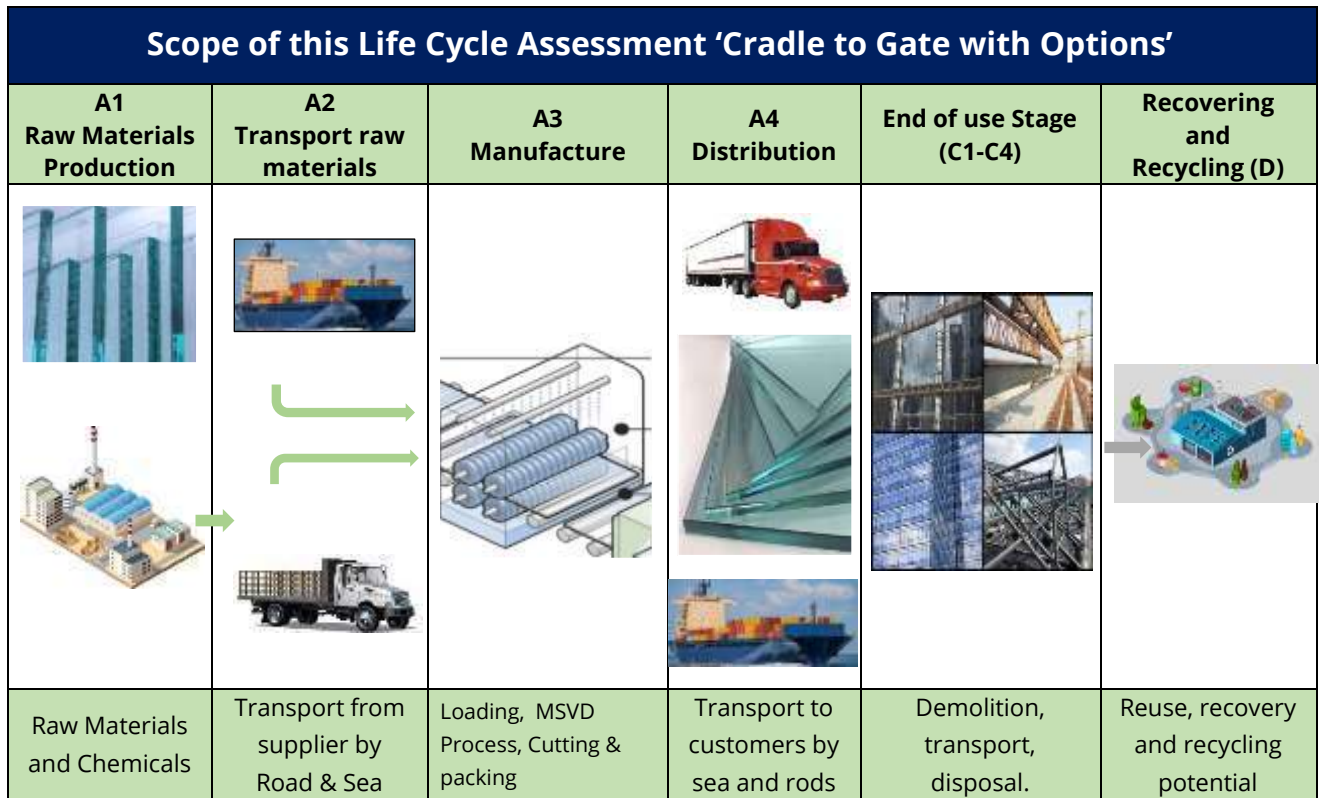 Scope of this Life Cycle Assessment ‘Cradle to Gate with Options’
A1
Raw Materials
Production
A2
Transport raw
materials
A3
Manufacture
A4
Distribution
End of use Stage
(C1-C4)
Recovering
and
Recycling (D)
Raw Materials
and Chemicals
Transport from
supplier by
Road & Sea
Loading, MSVD
Process, Cutting &
packing
Transport to
customers by
sea and rods
Demolition,
transport,
disposal.
Reuse, recovery
and recycling
potential